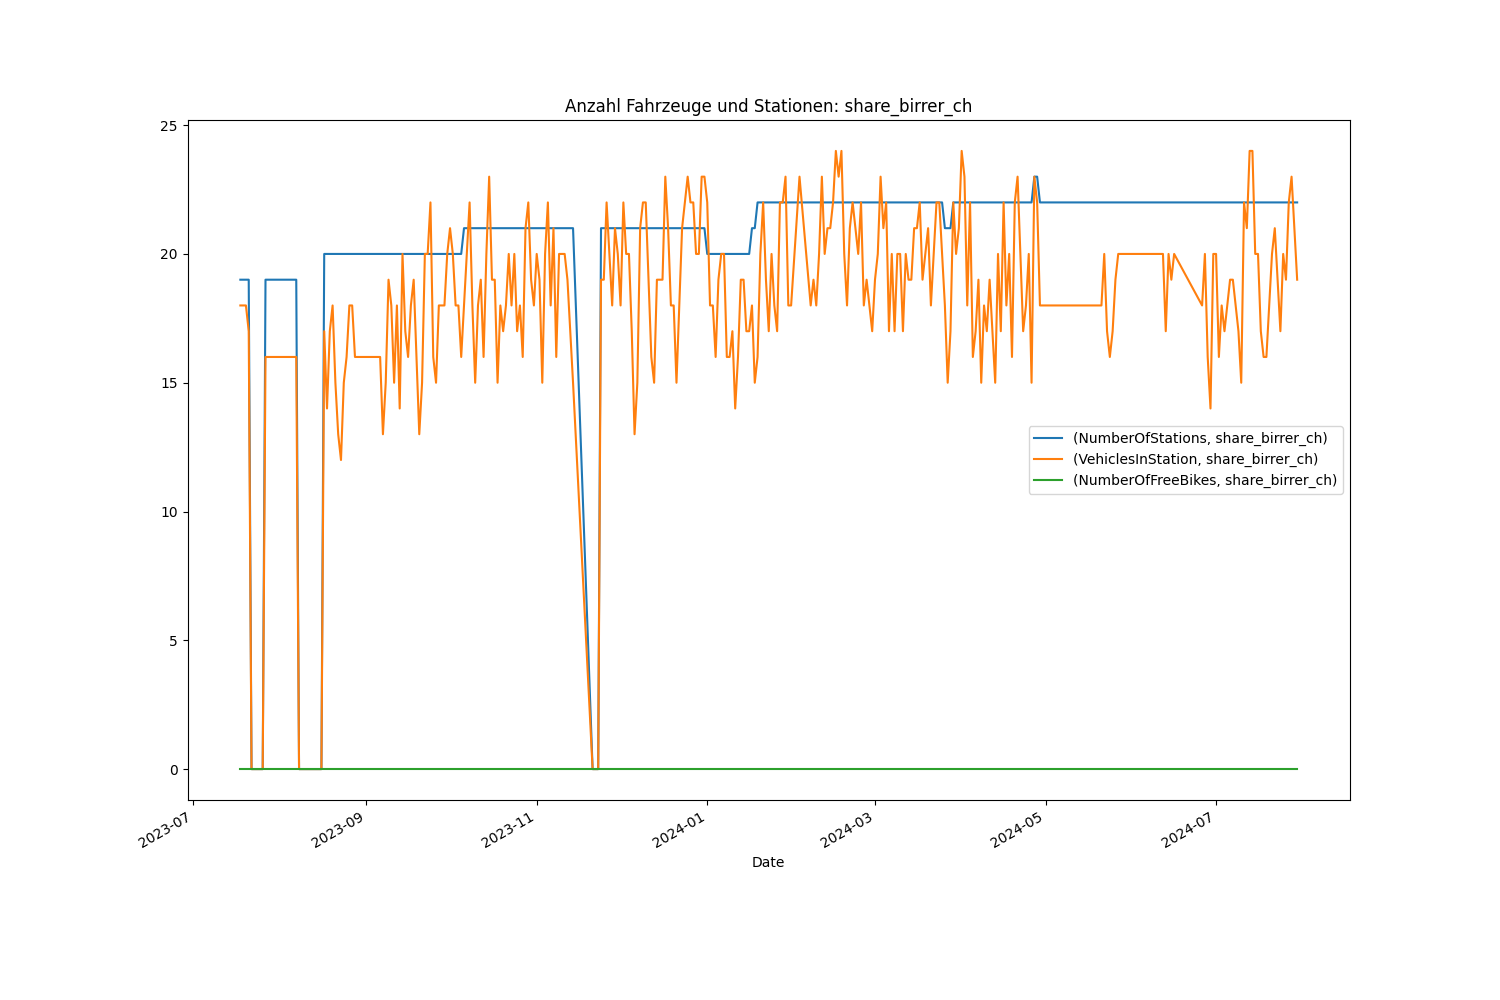 Anzahl Fahrzeuge und Stationen: share_birrer_ch
25
20
15
10
5
0
(NumberOfStations, share_birrer_ch)
(VehiclesInStation, share_birrer_ch)
(NumberOfFreeBikes, share_birrer_ch)
2023-07
2023-09
2023-11
2024-01
2024-03
2024-05
2024-07
Date